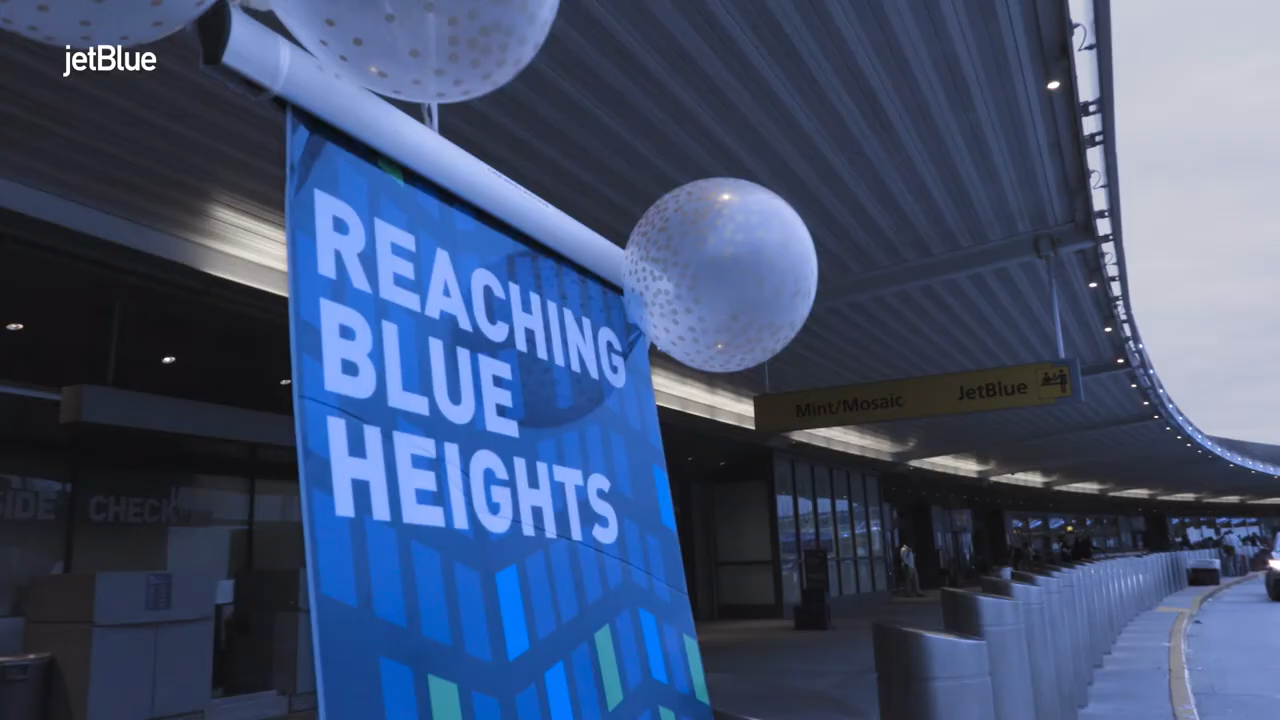 jetBlue
REACHING
BLUE
HEIGHTS
Mint/Mosaic JetBlue
SIDE CHECK